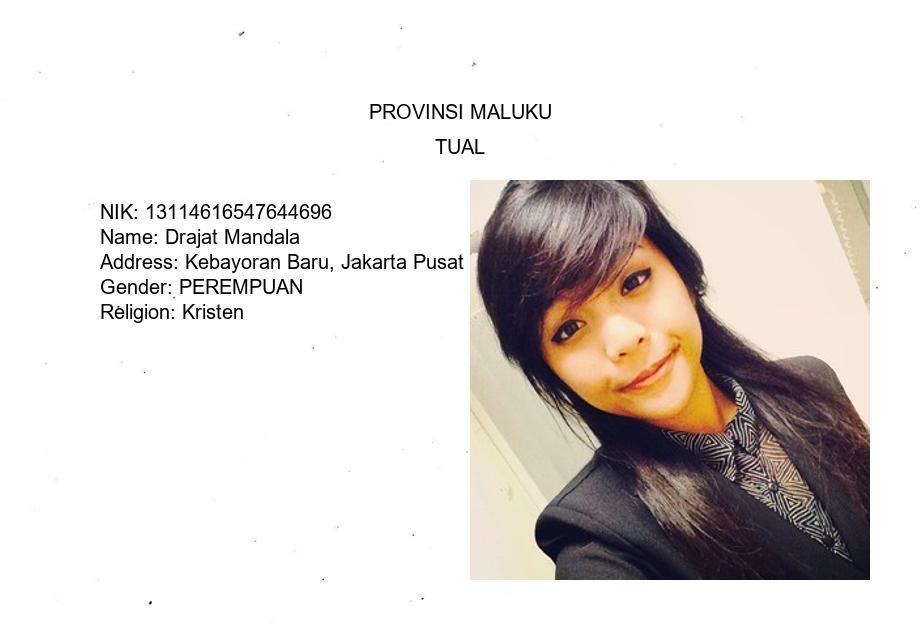 PROVINSI MALUKU
TUAL
NIK: 13114616547644696
Name: Drajat Mandala
Address: Kebayoran Baru, Jakarta Pusat
Gender: PEREMPUAN
Religion: Kristen